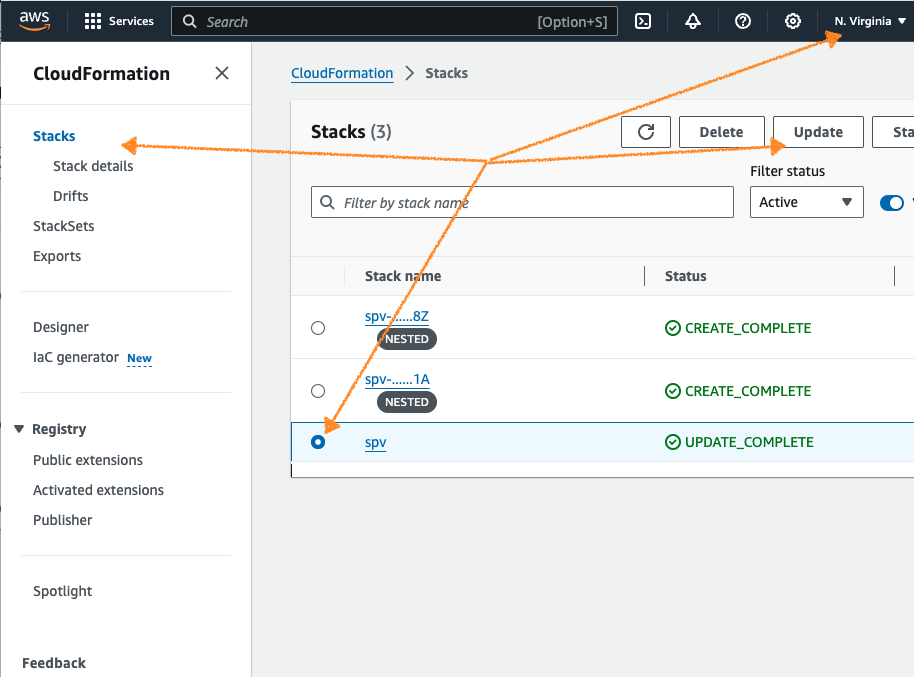 aws
Services
Search
[Option+S]
N. Virginia
CloudFormation
Stacks
Stack details
Drifts
StackSets
Exports
Designer
IaC generator New
Registry
Public extensions
Activated extensions
Publisher
Spotlight
Feedback
CloudFormation
Stacks
Stacks (3)
Delete
Update
Filter by stack name
Filter status
Active
Stack name
Status
spv-.....8Z
NESTED
CREATE_COMPLETE
spv-......1A
NESTED
CREATE_COMPLETE
spv
UPDATE_COMPLETE